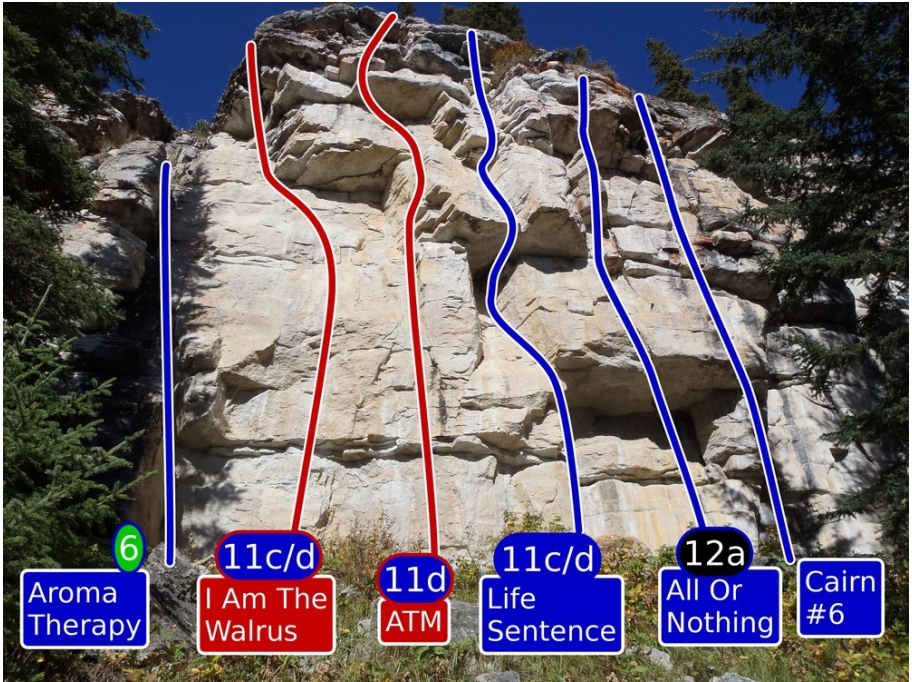 6
Aroma
Therapy
11c/d
I Am The
Walrus
11d
ATM
11c/d
Life
Sentence
12a
All Or
Nothing
Cairn
#6